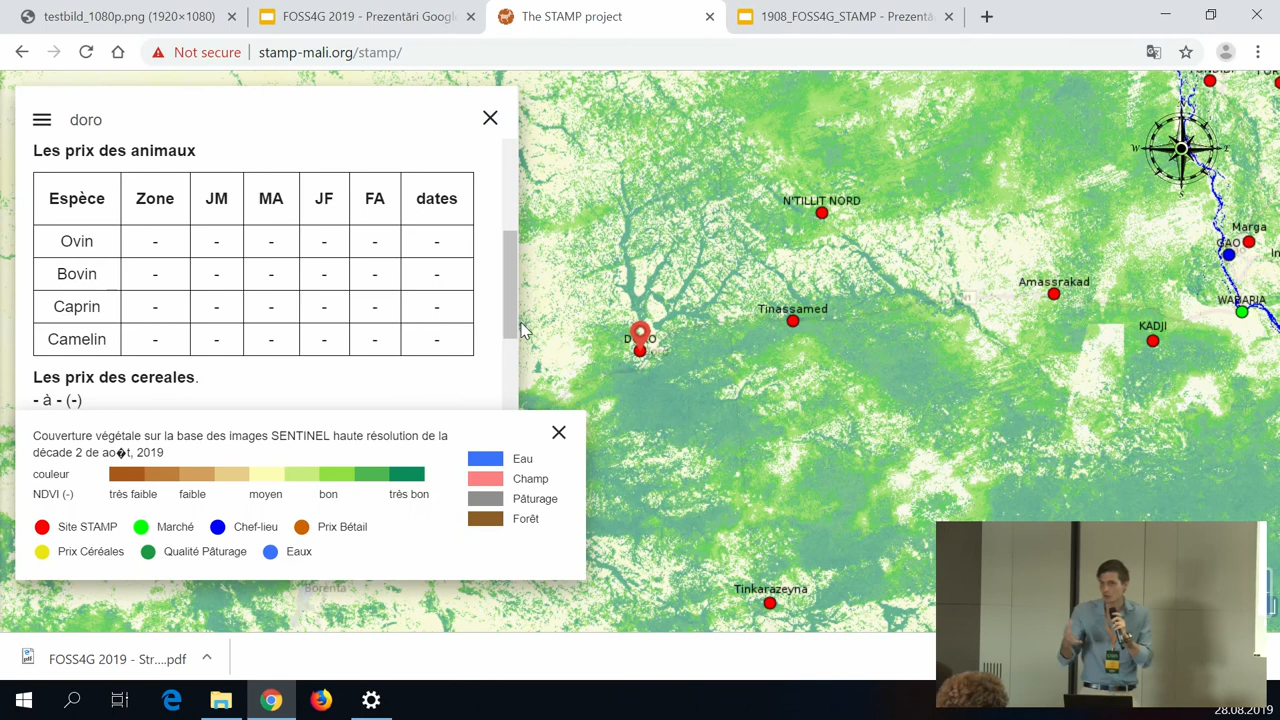 testbild_1080p.png (1920×1080)
FOSS4G 2019 - Prezentări Google
The STAMP project
1908_FOSS4G_STAMP - Prezentă
Not secure
stamp-mali.org/stamp/
doro
Les prix des animaux
Espèce Zone JM MA JF FA dates
Ovin - - - - - -
Bovin - - - - - -
Caprin - - - - - -
Camelin - - - - - -
Les prix des cereales.
- à - (-)
Couverture végétale sur la base des images SENTINEL haute résolution de la
décade 2 de ao�t, 2019
couleur
NDVI (-) très faible faible moyen bon très bon
Site STAMP Marché Chef-lieu Prix Bétail
Prix Céréales Qualité Pâturage Eaux
Eau
Champ
Pâturage
Forêt
W
T
S
N'TILLIT NORD
Marga
GAO
Amassrakad
WABARIA
Tinassamed
KADJI
Tinkarazeyna
Borenta
FOSS4G 2019 - Str....pdf
28.08.2019